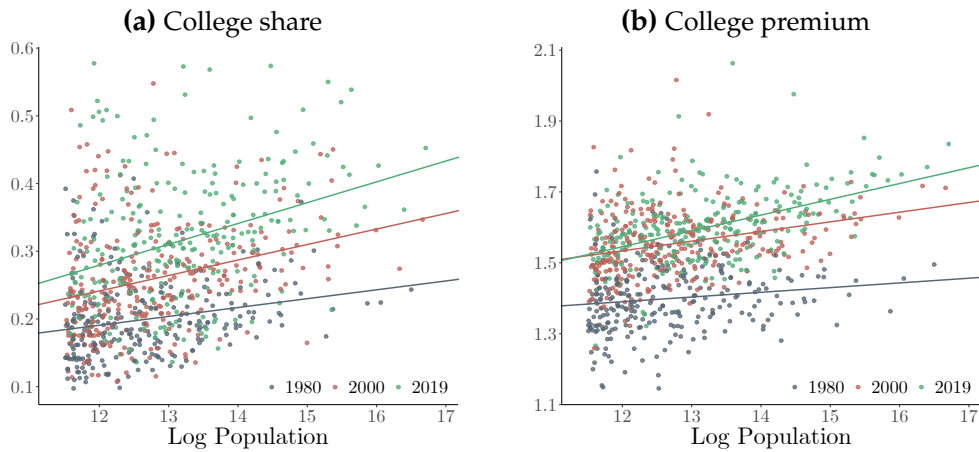 (a) College share
0.6
0.5
0.4
0.3
0.2
0.1
1980 2000 2019
12 13 14 15 16 17
Log Population
(b) College premium
2.1
1.9
1.7
1.5
1.3
1.1
1980 2000 2019
12 13 14 15 16 17
Log Population